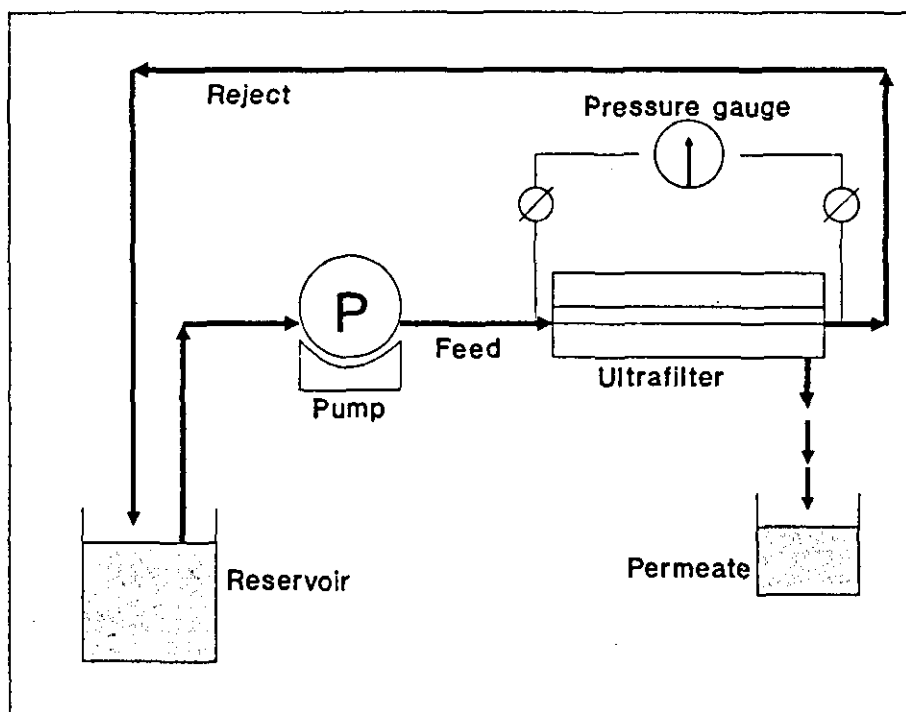 Reject
Pressure gauge
P
Feed
Ultrafilter
Pump
Reservoir
Permeate